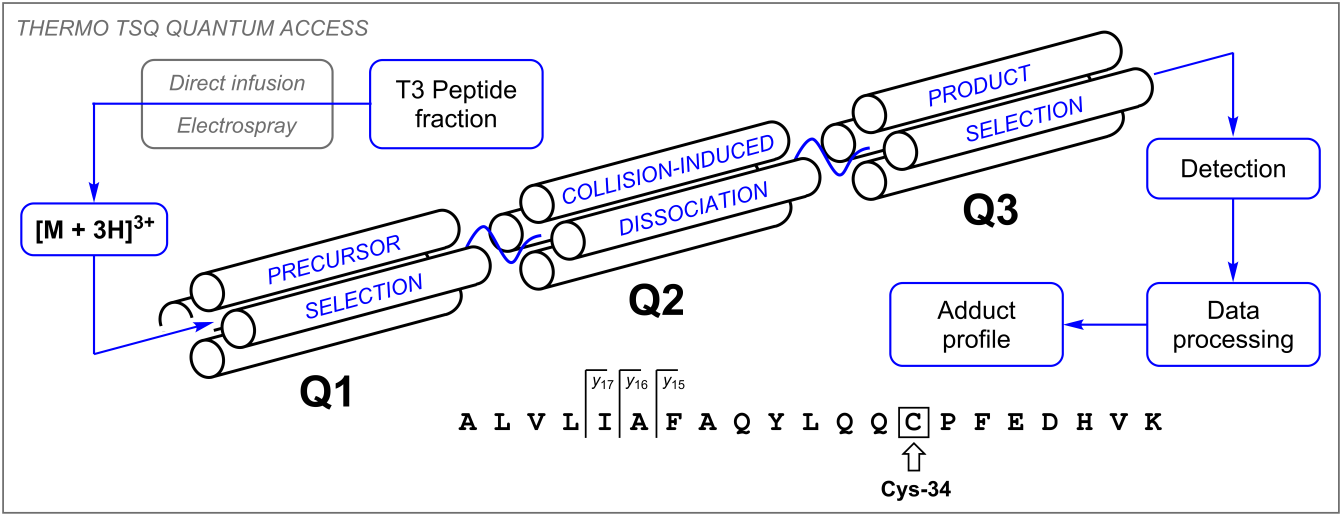 THERMO TSQ QUANTUM ACCESS
Direct infusion
Electrospray
T3 Peptide
fraction
[M + 3H]3+
PRECURSOR
SELECTION
Q1
COLLISION-INDUCED
DISSOCIATION
Q2
PRODUCT
SELECTION
Q3
Detection
Data
processing
Adduct
profile
y17 y16 y15
A L V L I A F A Q Y L Q Q C P F E D H V K
Cys-34